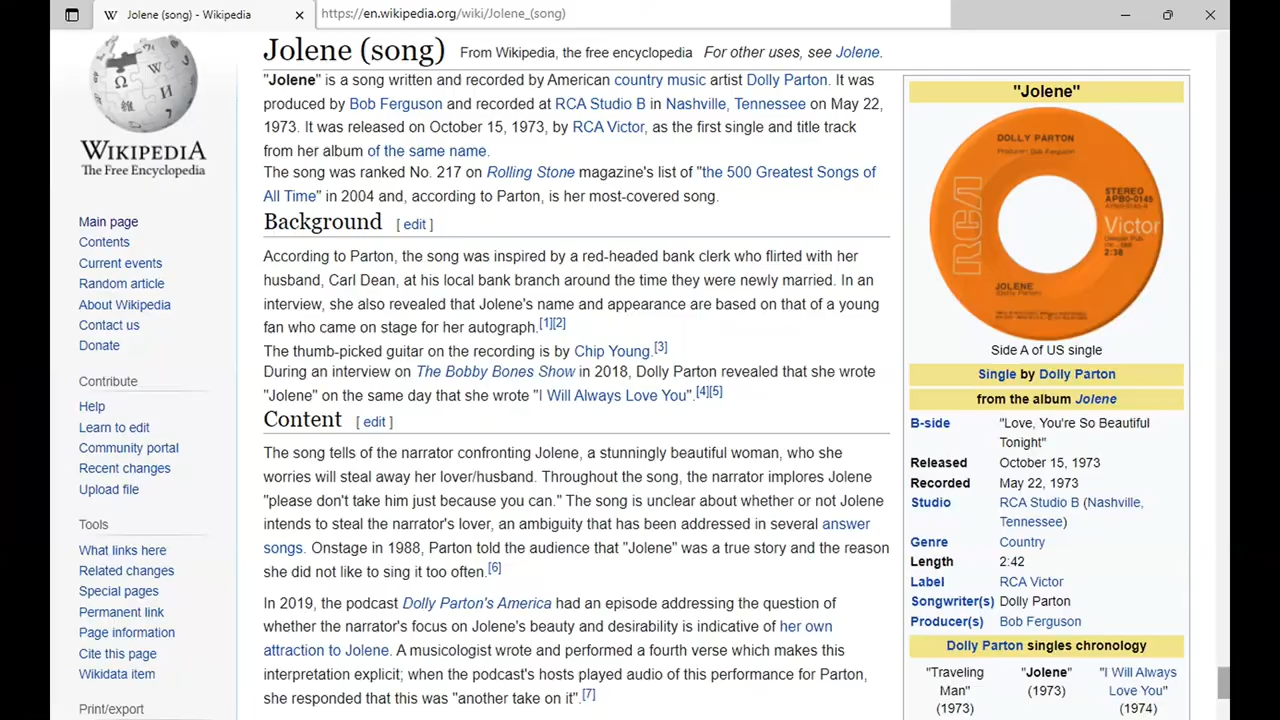 Jolene (song) - Wikipedia
https://en.wikipedia.org/wiki/Jolene_(song)
WIKIPEDIA
The Free Encyclopedia
Main page
Contents
Current events
Random article
About Wikipedia
Contact us
Donate
Contribute
Help
Learn to edit
Community portal
Recent changes
Upload file
Tools
What links here
Related changes
Special pages
Permanent link
Page information
Cite this page
Wikidata item
Print/export
Jolene (song) From Wikipedia, the free encyclopedia For other uses, see Jolene.
"Jolene" is a song written and recorded by American country music artist Dolly Parton. It was
produced by Bob Ferguson and recorded at RCA Studio B in Nashville, Tennessee on May 22,
1973. It was released on October 15, 1973, by RCA Victor, as the first single and title track
from her album of the same name.
The song was ranked No. 217 on Rolling Stone magazine's list of "the 500 Greatest Songs of
All Time" in 2004 and, according to Parton, is her most-covered song.
Background [ edit ]
According to Parton, the song was inspired by a red-headed bank clerk who flirted with her
husband, Carl Dean, at his local bank branch around the time they were newly married. In an
interview, she also revealed that Jolene's name and appearance are based on that of a young
fan who came on stage for her autograph.[1][2]
The thumb-picked guitar on the recording is by Chip Young.[3]
During an interview on The Bobby Bones Show in 2018, Dolly Parton revealed that she wrote
"Jolene" on the same day that she wrote "I Will Always Love You".[4][5]
Content [ edit ]
The song tells of the narrator confronting Jolene, a stunningly beautiful woman, who she
worries will steal away her lover/husband. Throughout the song, the narrator implores Jolene
"please don't take him just because you can." The song is unclear about whether or not Jolene
intends to steal the narrator's lover, an ambiguity that has been addressed in several answer
songs. Onstage in 1988, Parton told the audience that "Jolene" was a true story and the reason
she did not like to sing it too often.[6]
In 2019, the podcast Dolly Parton's America had an episode addressing the question of
whether the narrator's focus on Jolene's beauty and desirability is indicative of her own
attraction to Jolene. A musicologist wrote and performed a fourth verse which makes this
interpretation explicit; when the podcast's hosts played audio of this performance for Parton,
she responded that this was "another take on it".[7]
"Jolene"
DOLLY PARTON
Producer: Bob Ferguson
RCA
STEREO
APB0-0145
Victor
2:38
JOLENE
(Dolly Parton)
Side A of US single
Single by Dolly Parton
from the album Jolene
B-side "Love, You're So Beautiful
Tonight"
Released October 15, 1973
Recorded May 22, 1973
Studio RCA Studio B (Nashville,
Tennessee)
Genre Country
Length 2:42
Label RCA Victor
Songwriter(s) Dolly Parton
Producer(s) Bob Ferguson
Dolly Parton singles chronology
"Traveling "Jolene" "I Will Always
Man" (1973) Love You"
(1973) (1974)